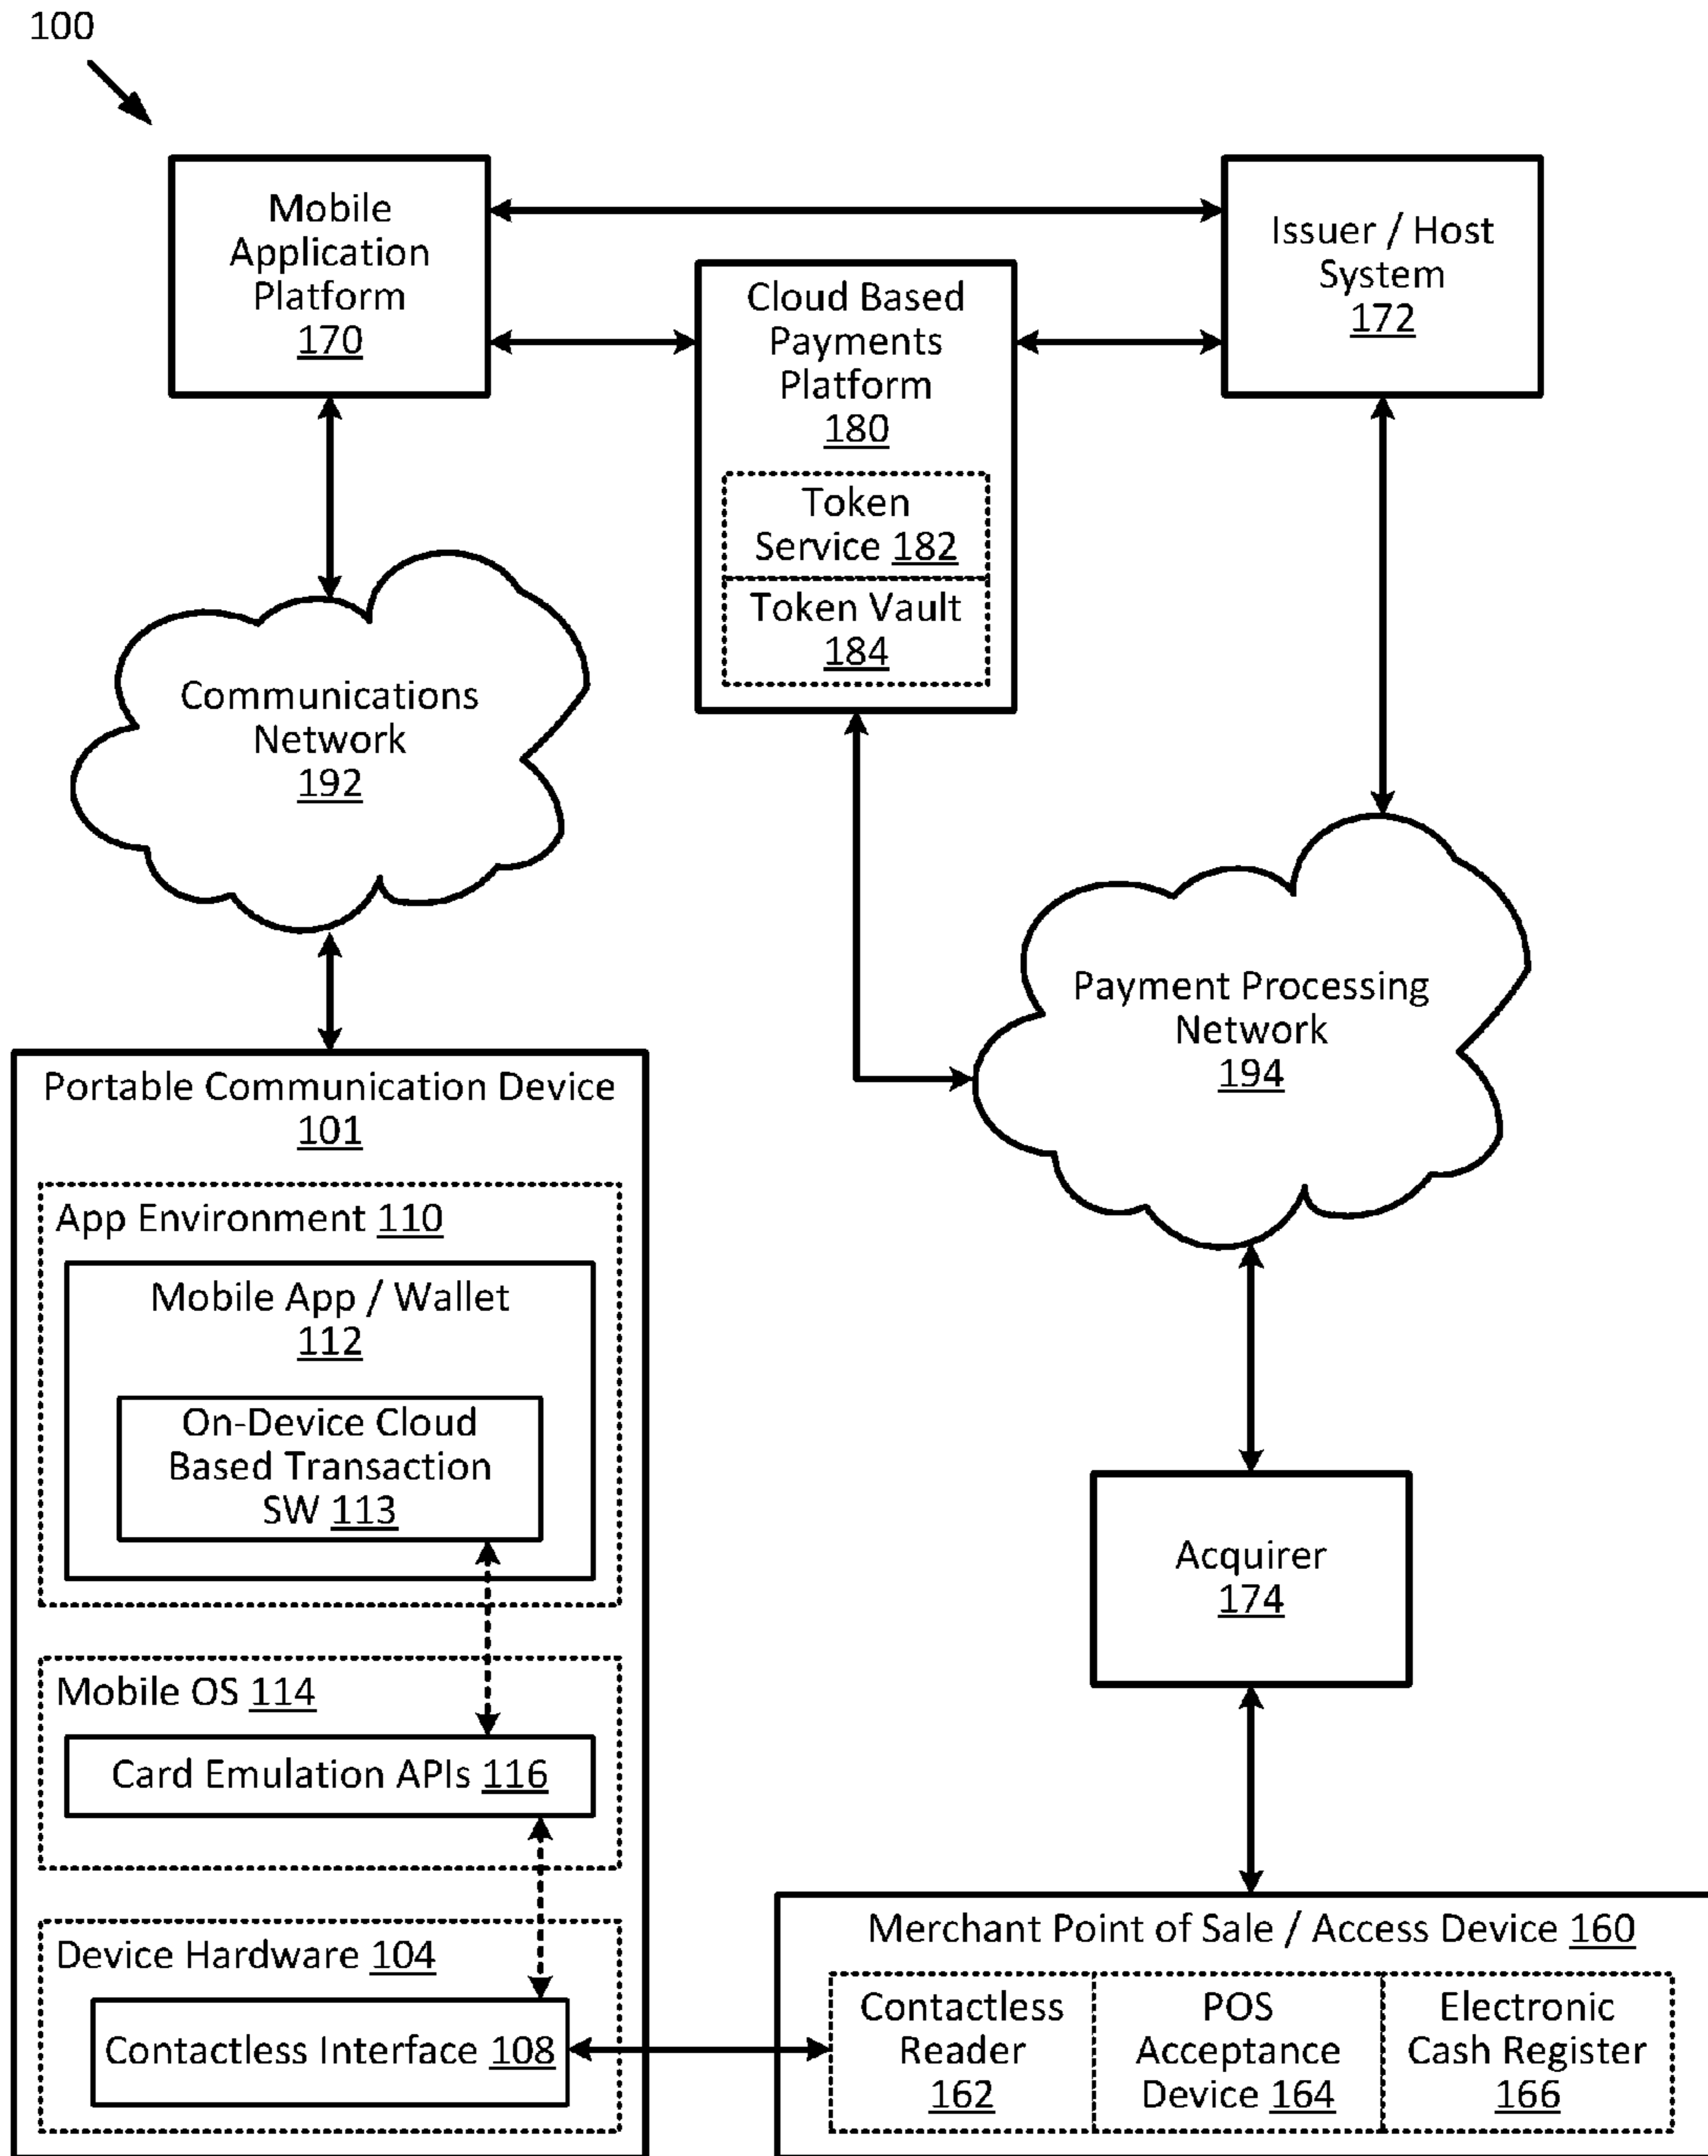 100
Mobile
Application
Platform
170
Issuer / Host
System
172
Cloud Based
Payments
Platform
180
Token
Service 182
Token Vault
184
Communications
Network
192
Payment Processing
Network
194
Portable Communication Device
101
App Environment 110
Mobile App / Wallet
112
On-Device Cloud
Based Transaction
SW 113
Mobile OS 114
Card Emulation APIs 116
Device Hardware 104
Contactless Interface 108
Acquirer
174
Merchant Point of Sale / Access Device 160
Contactless
Reader
162
POS
Acceptance
Device 164
Electronic
Cash Register
166